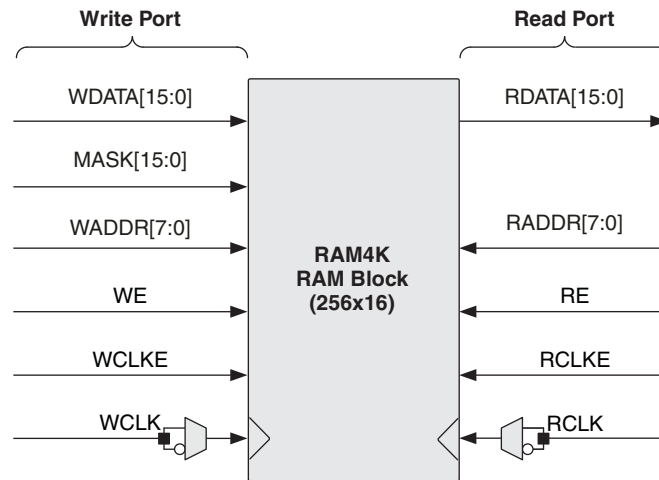 Write Port
Read Port
WDATA[15:0]
RDATA[15:0]
MASK[15:0]
WADDR[7:0]
RADDR[7:0]
RAM4K
RAM Block
(256x16)
WE
RE
WCLKE
RCLKE
WCLK
RCLK